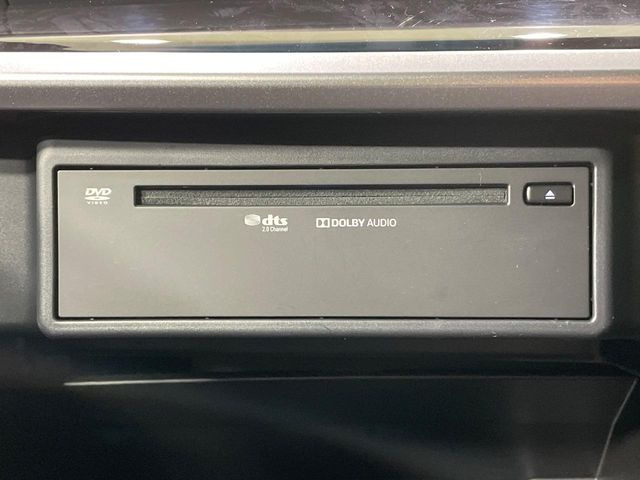 DVD
VIDEO
dts
2.0 Channel
DOLBY AUDIO